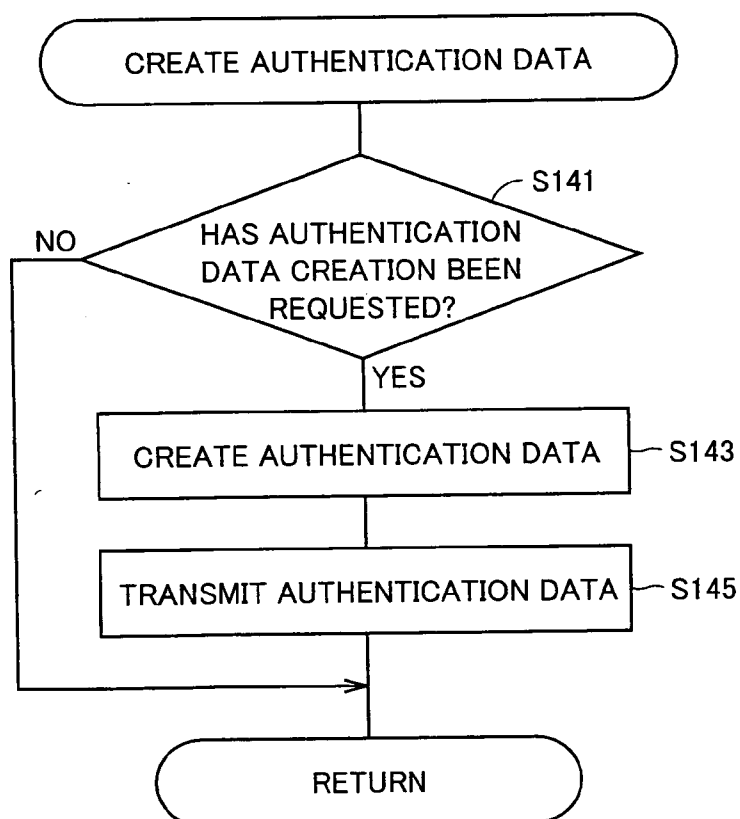 CREATE AUTHENTICATION DATA
S141
NO
HAS AUTHENTICATION
DATA CREATION BEEN
REQUESTED?
YES
CREATE AUTHENTICATION DATA
S143
TRANSMIT AUTHENTICATION DATA
S145
RETURN